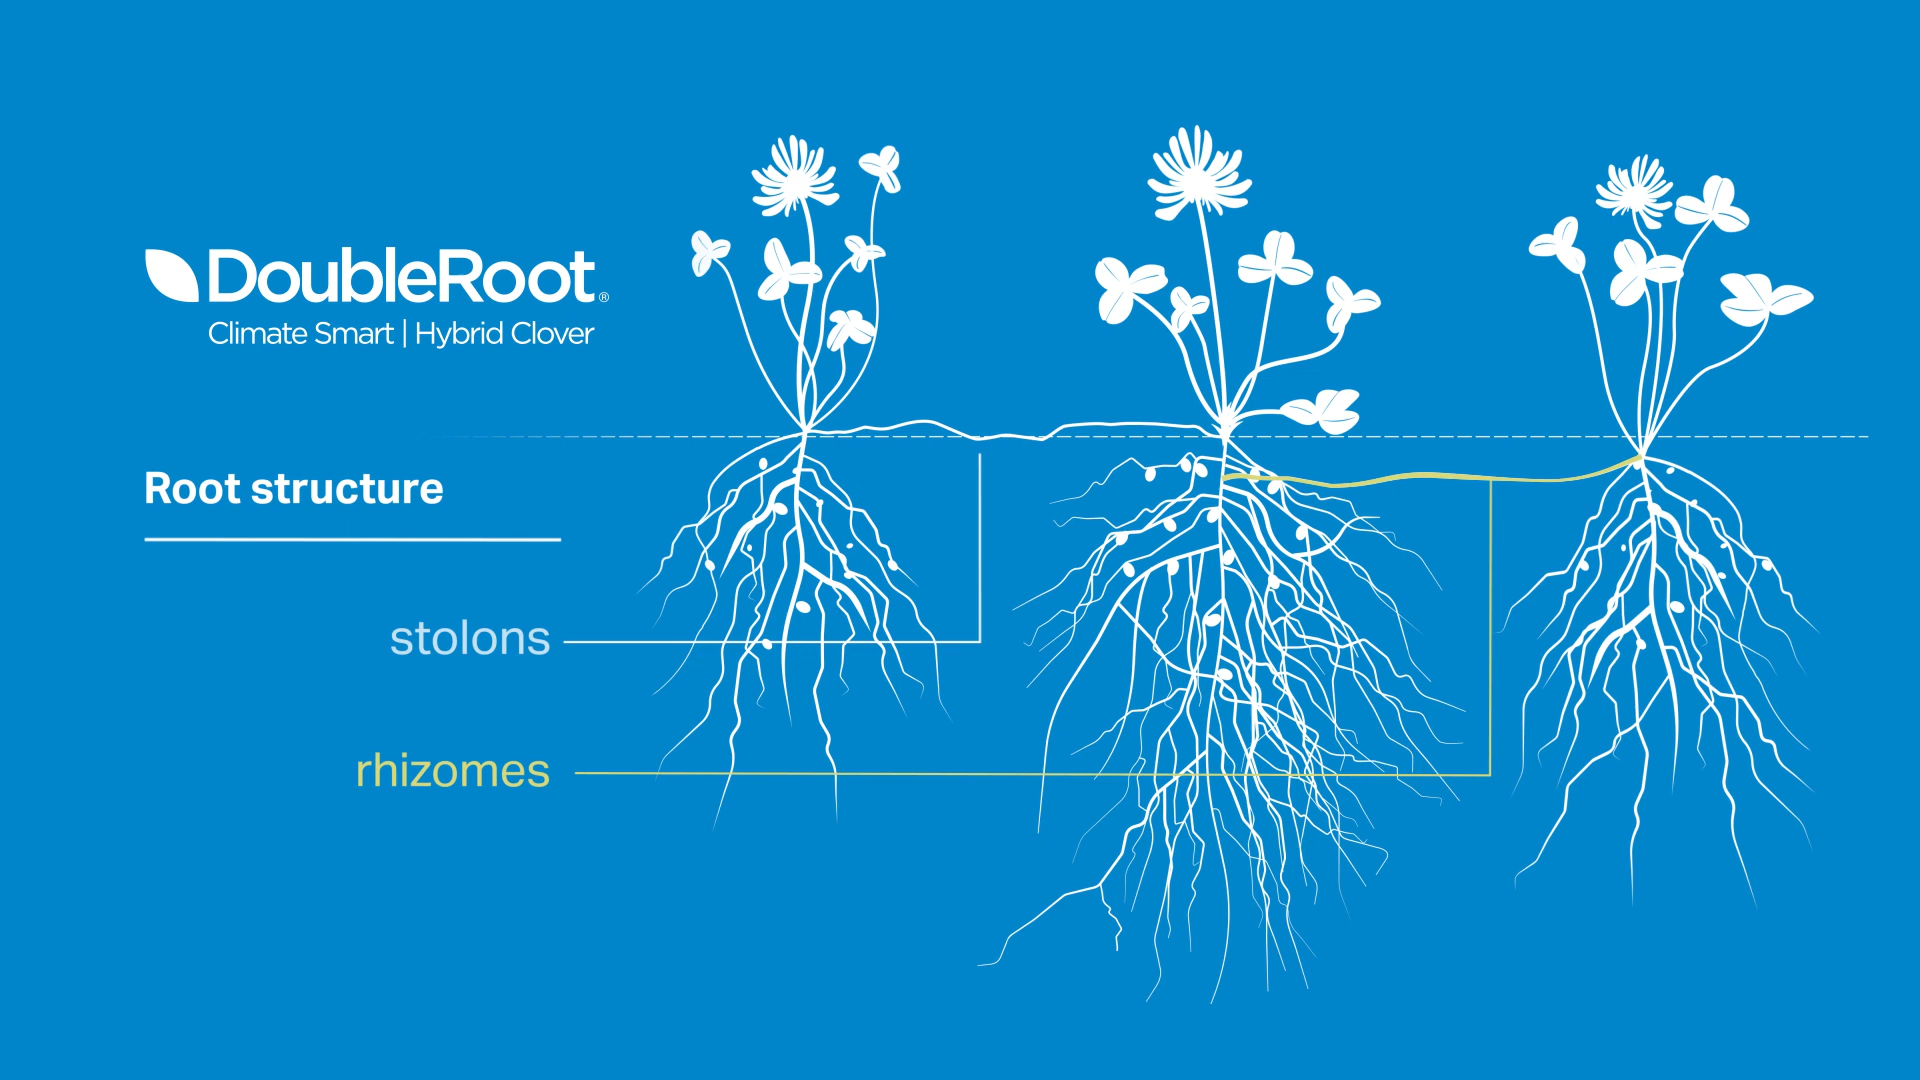 DoubleRoot®
Climate Smart | Hybrid Clover
Root structure
stolons
rhizomes